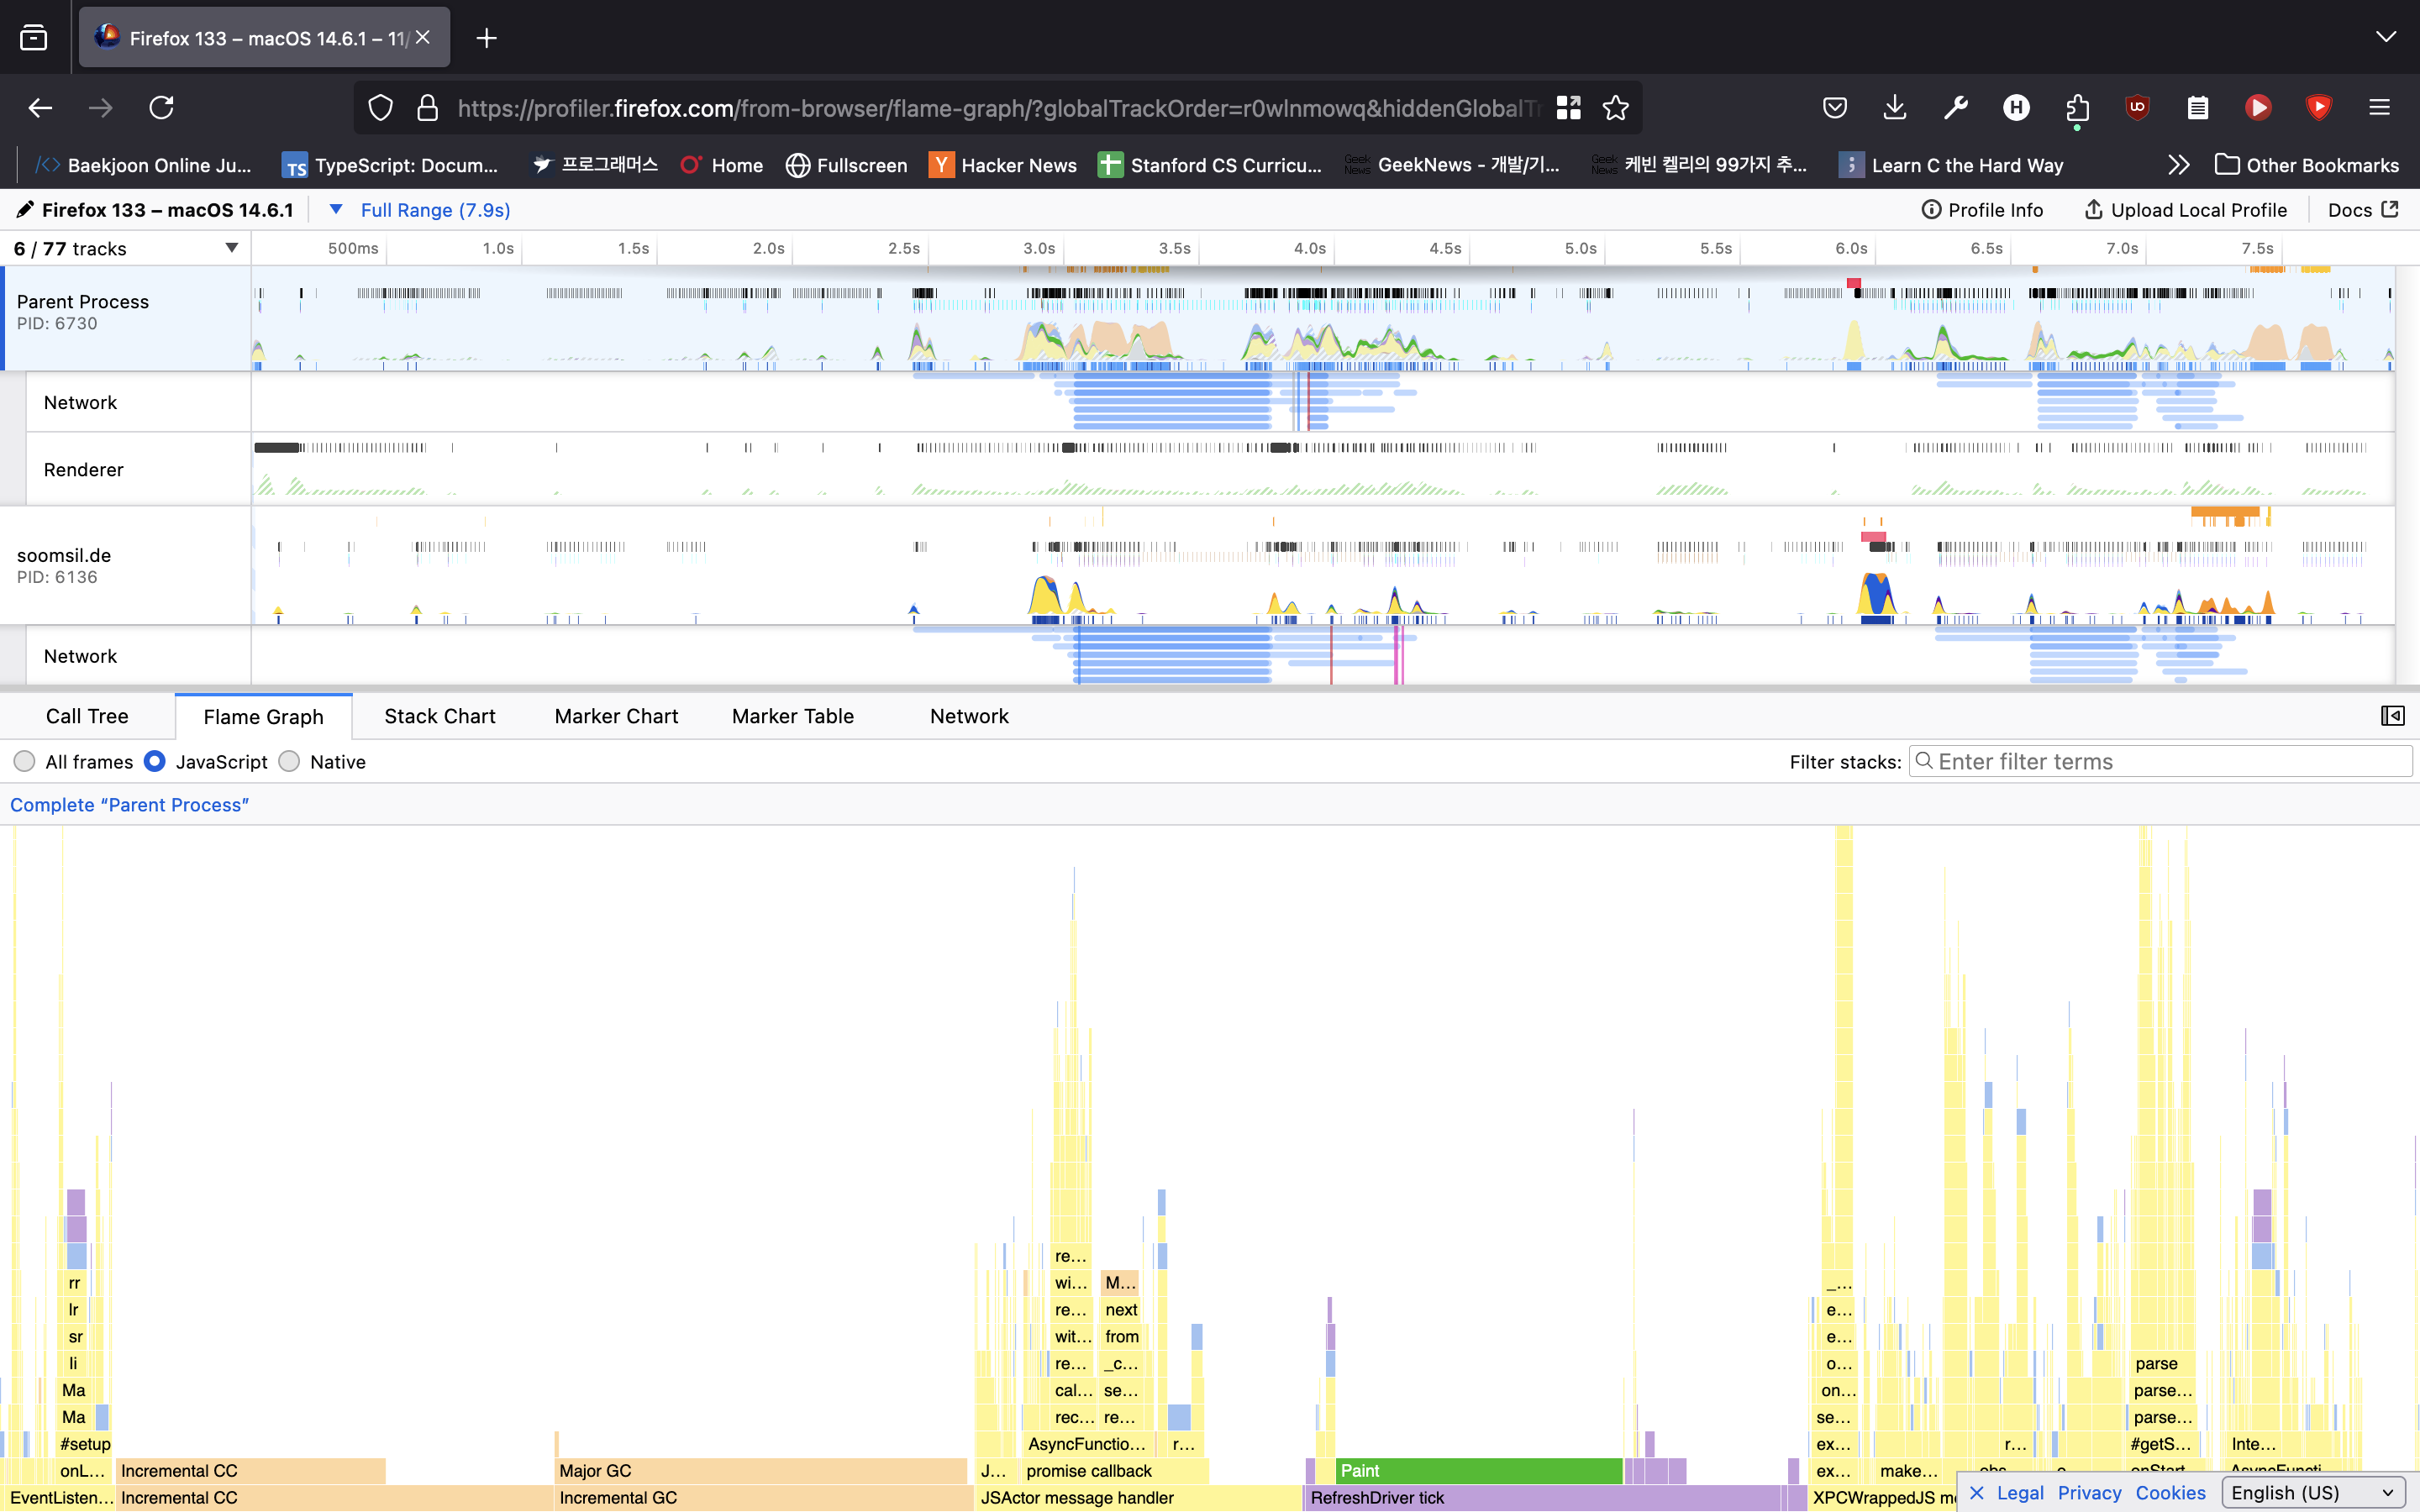 Firefox 133 – macOS 14.6.1 – 11/
https://profiler.firefox.com/from-browser/flame-graph/?globalTrackOrder=r0wlnmowq&hiddenGlobalTr
Baekjoon Online Ju... TypeScript: Docum... 프로그래머스 Home Fullscreen Hacker News Stanford CS Curricu... GeekNews - 개발/기... 케빈 켈리의 99가지 추... Learn C the Hard Way Other Bookmarks
Firefox 133 – macOS 14.6.1 Full Range (7.9s) Profile Info Upload Local Profile Docs
6 / 77 tracks 500ms 1.0s 1.5s 2.0s 2.5s 3.0s 3.5s 4.0s 4.5s 5.0s 5.5s 6.0s 6.5s 7.0s 7.5s
Parent Process
PID: 6730
Network
Renderer
soomsil.de
PID: 6136
Network
Call Tree Flame Graph Stack Chart Marker Chart Marker Table Network
All frames JavaScript Native Filter stacks: Enter filter terms
Complete “Parent Process”
re...
rr wi... M... _...
lr re... next e...
sr wit... from e...
li re... _c... o... parse
Ma cal... se... on... parse...
Ma rec... re... se... parse...
#setup AsyncFunctio... r... ex... r... #getS... Inte...
onL... Incremental CC Major GC J... promise callback Paint ex... make... obs onStart AsyncFuncti
EventListen... Incremental CC Incremental GC JSActor message handler RefreshDriver tick XPCWrappedJS me
Legal Privacy Cookies English (US)